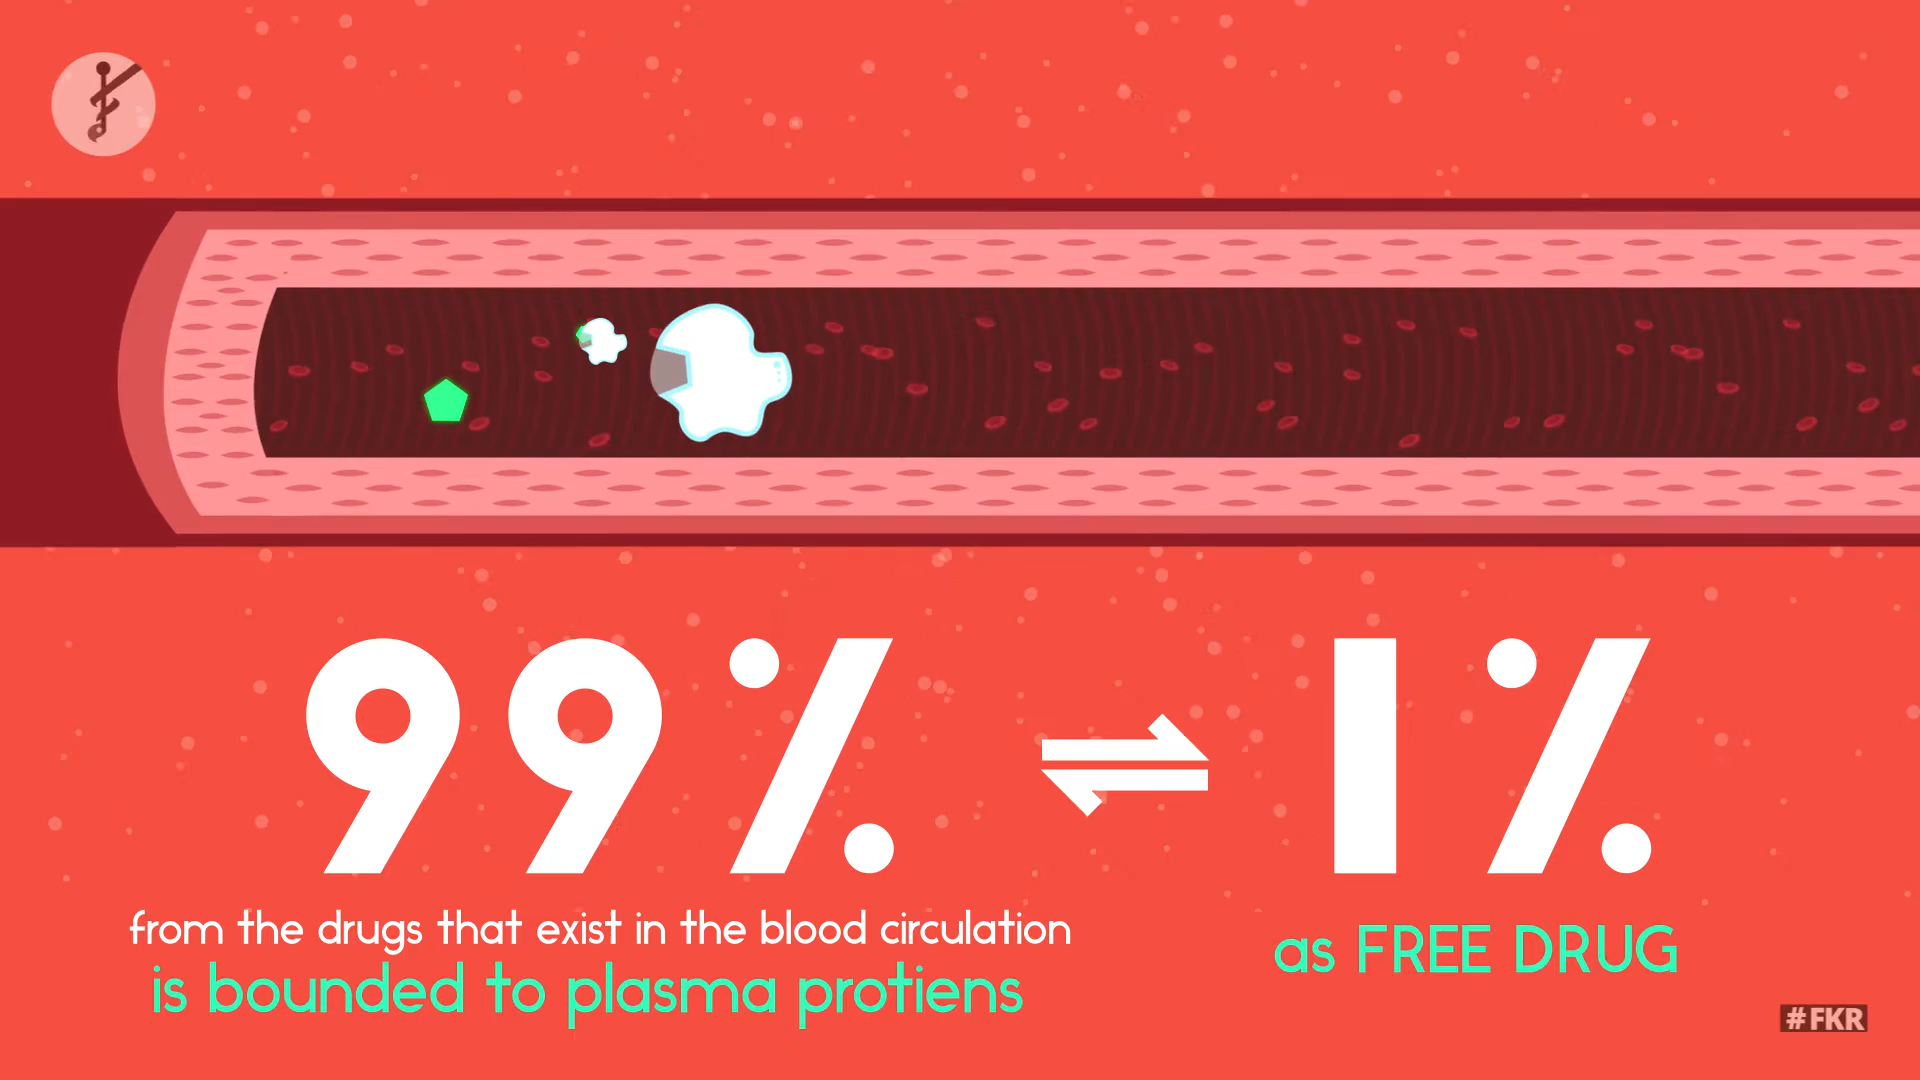 99% ⇌ 1%
from the drugs that exist in the blood circulation
is bounded to plasma protiens
as FREE DRUG
#FKR